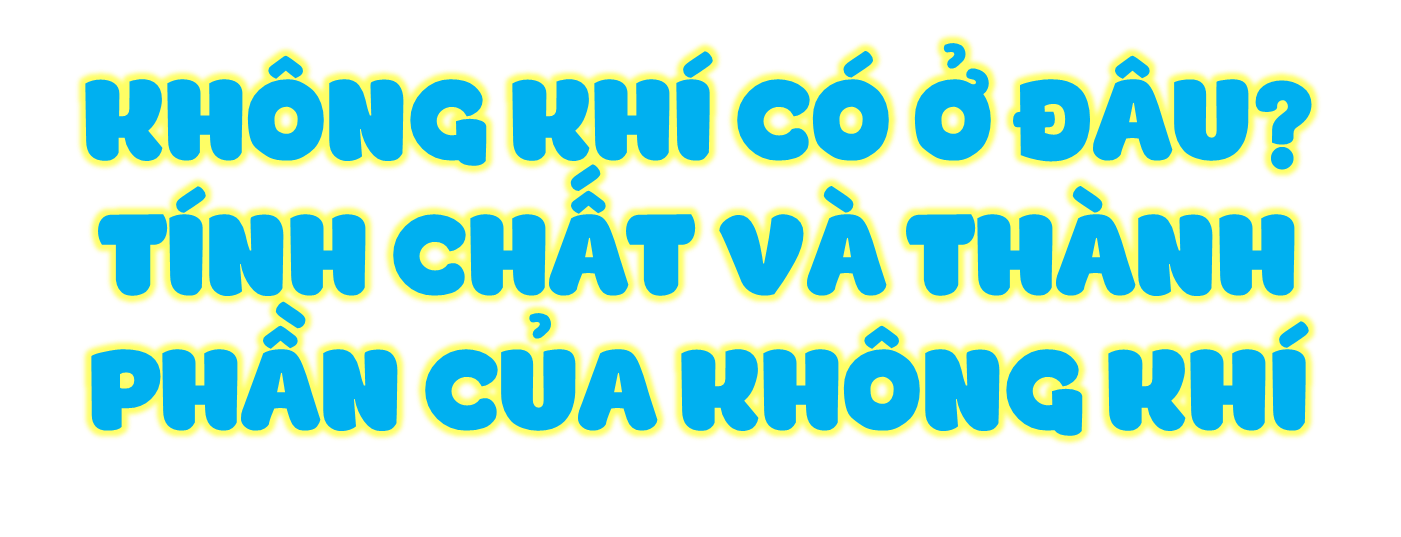 KHÔNG KHÍ CÓ Ở ĐÂU?
TÍNH CHẤT VÀ THÀNH
PHẦN CỦA KHÔNG KHÍ